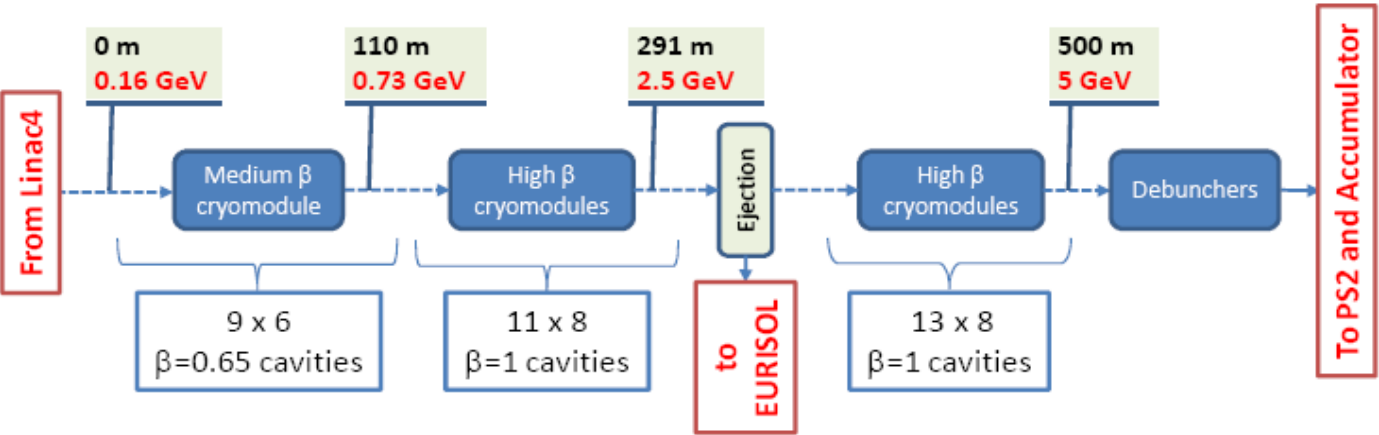 From Linac4
0 m
0.16 GeV
110 m
0.73 GeV
291 m
2.5 GeV
500 m
5 GeV
Medium β
cryomodule
High β
cryomodules
Ejection
High β
cryomodules
Debunchers
To PS2 and Accumulator
9 x 6
β=0.65 cavities
11 x 8
β=1 cavities
to
EURISOL
13 x 8
β=1 cavities